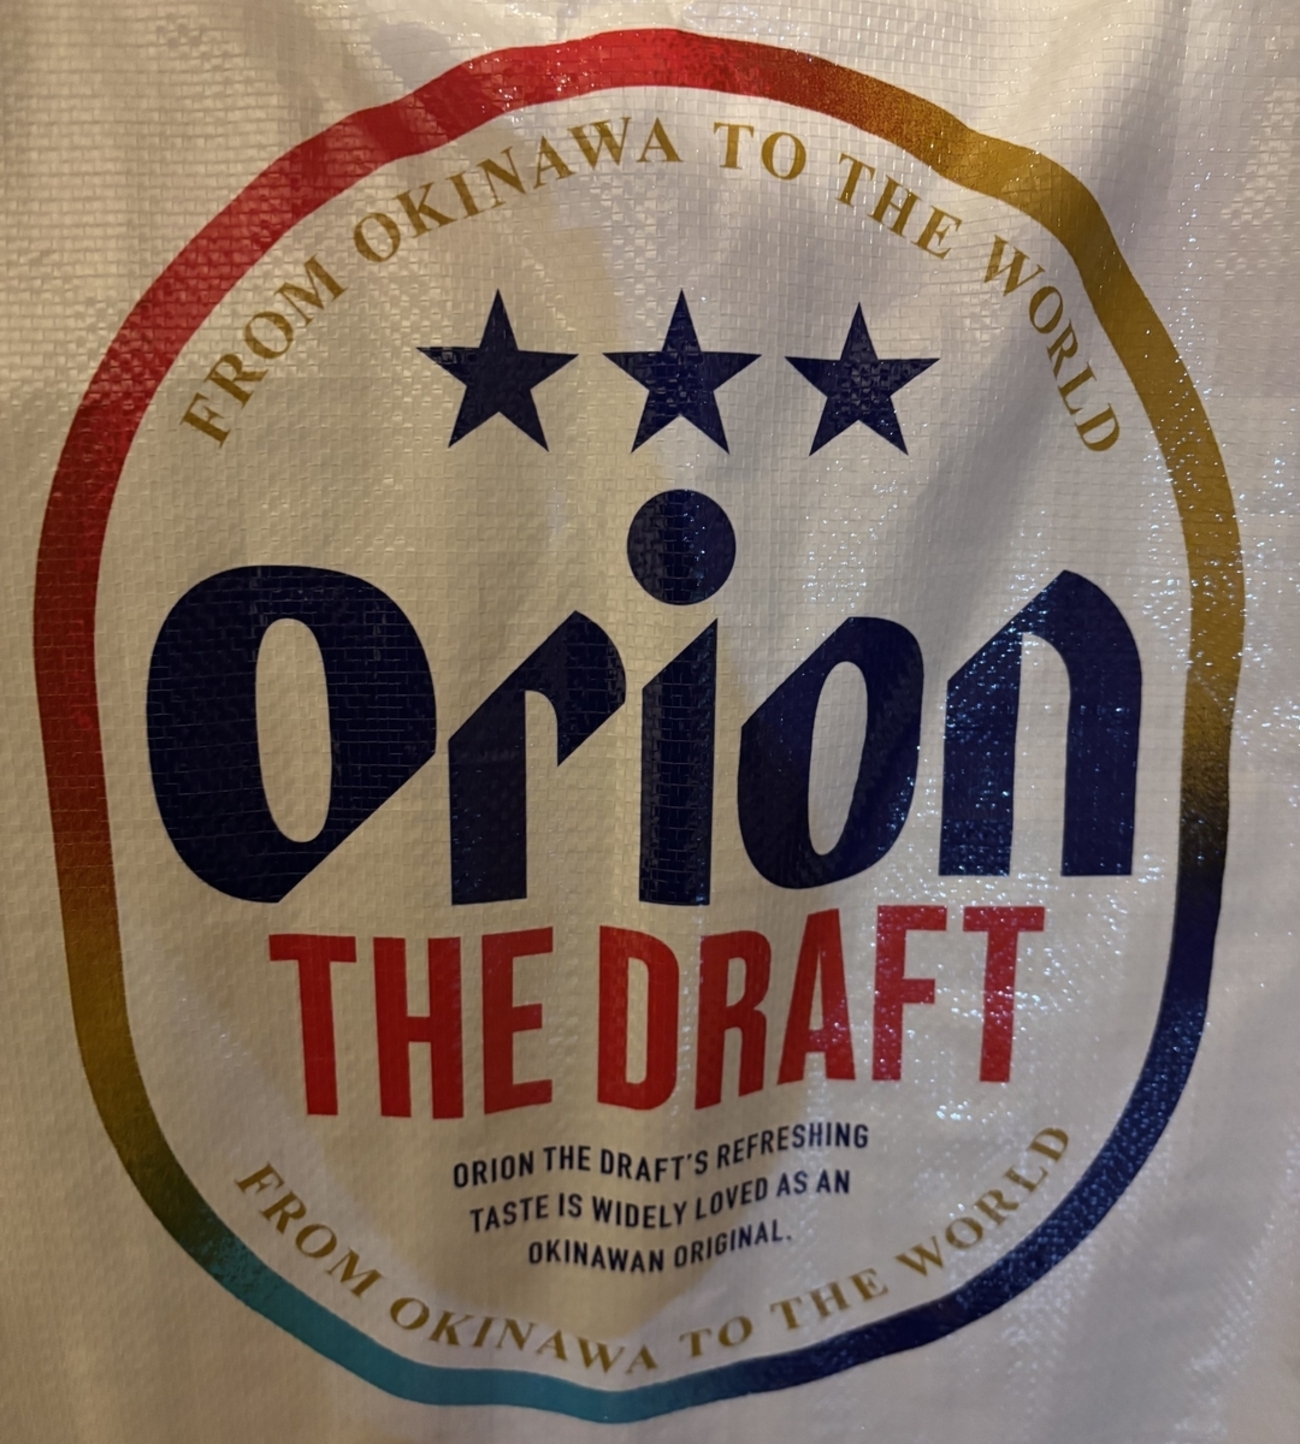 FROM OKINAWA TO THE WORLD
Orion
THE DRAFT
ORION THE DRAFT'S REFRESHING
TASTE IS WIDELY LOVED AS AN
OKINAWAN ORIGINAL.
FROM OKINAWA TO THE WORLD